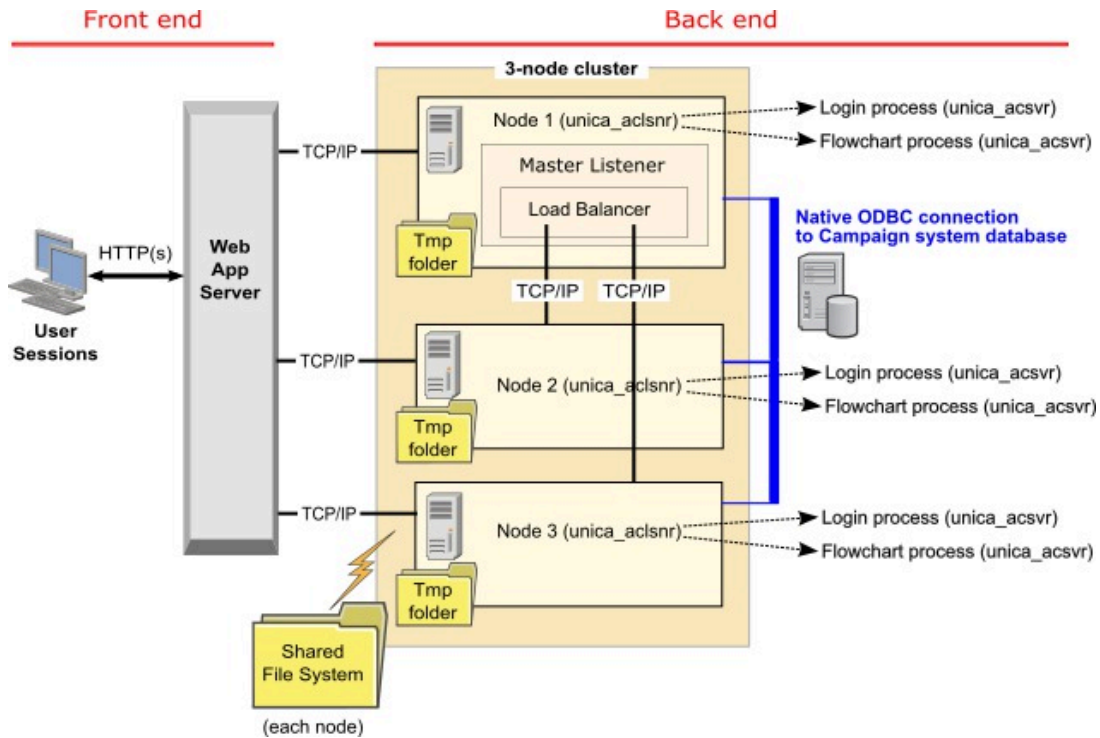 Front end
Back end
3-node cluster
Node 1 (unica_aclsnr)
Login process (unica_acsvr)
Flowchart process (unica_acsvr)
TCP/IP
Master Listener
Load Balancer
Tmp
folder
Native ODBC connection
to Campaign system database
HTTP(s)
Web
App
Server
User
Sessions
TCP/IP
TCP/IP
TCP/IP
Node 2 (unica_aclsnr)
Login process (unica_acsvr)
Flowchart process (unica_acsvr)
Tmp
folder
TCP/IP
Node 3 (unica_aclsnr)
Login process (unica_acsvr)
Flowchart process (unica_acsvr)
Tmp
folder
Shared
File System
(each node)